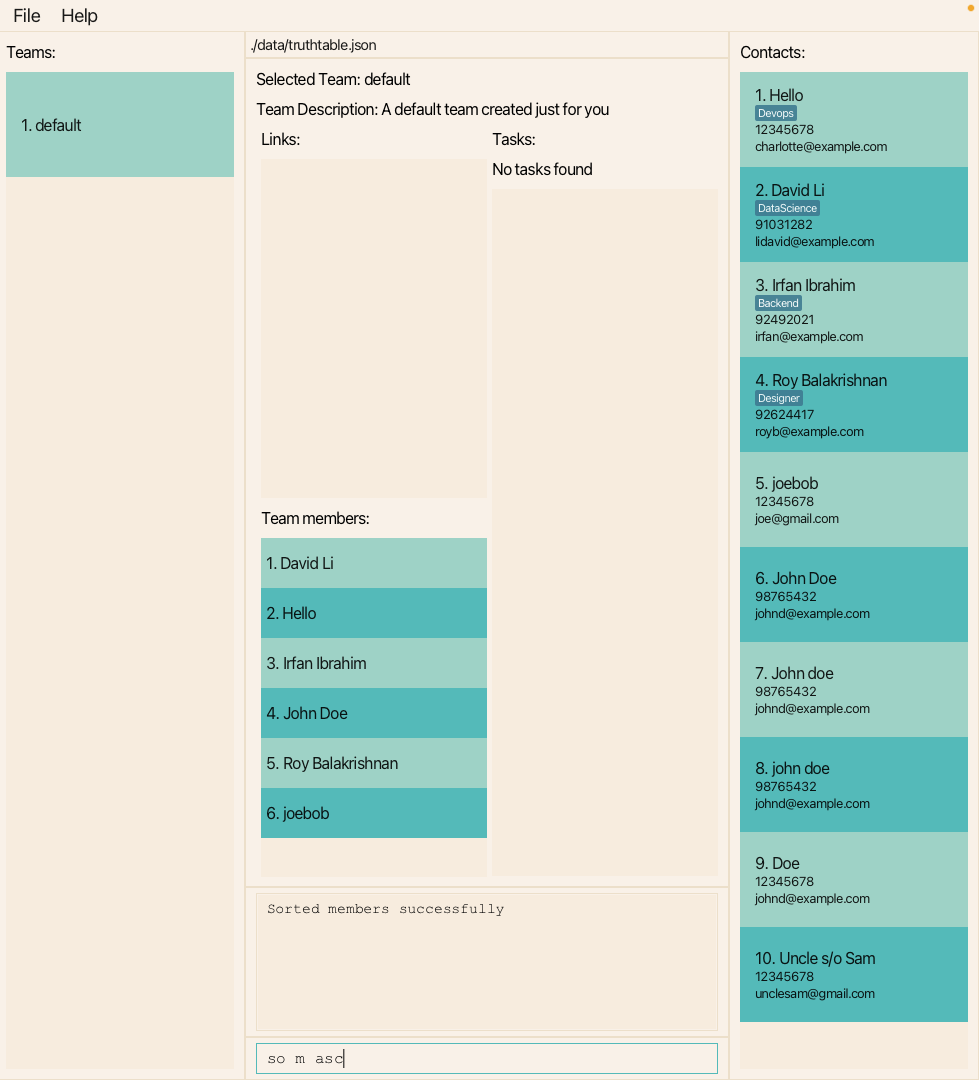 File Help
Teams:
1. default
./data/truthtable.json
Selected Team: default
Team Description: A default team created just for you
Links:
Tasks:
No tasks found
Team members:
1. David Li
2. Hello
3. Irfan Ibrahim
4. John Doe
5. Roy Balakrishnan
6. joebob
Sorted members successfully
so m asc
Contacts:
1. Hello
Devops
12345678
charlotte@example.com
2. David Li
DataScience
91031282
lidavid@example.com
3. Irfan Ibrahim
Backend
92492021
irfan@example.com
4. Roy Balakrishnan
Designer
92624417
royb@example.com
5. joebob
12345678
joe@gmail.com
6. John Doe
98765432
johnd@example.com
7. John doe
98765432
johnd@example.com
8. john doe
98765432
johnd@example.com
9. Doe
12345678
johnd@example.com
10. Uncle s/o Sam
12345678
unclesam@gmail.com